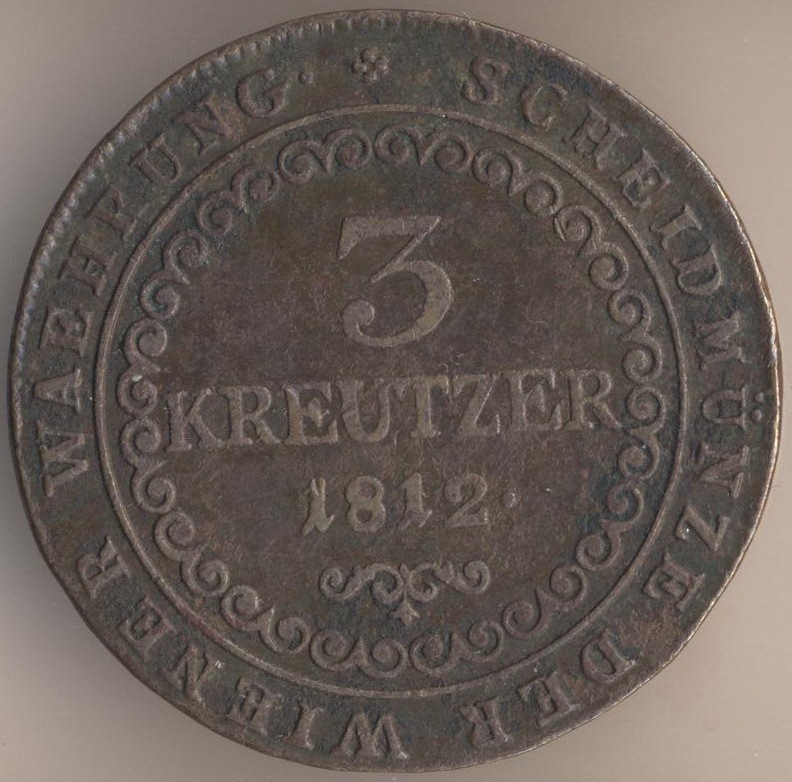 SCHEIDMÜNZE DER WIENER WAEHRUNG.
3
KREUTZER
1812.